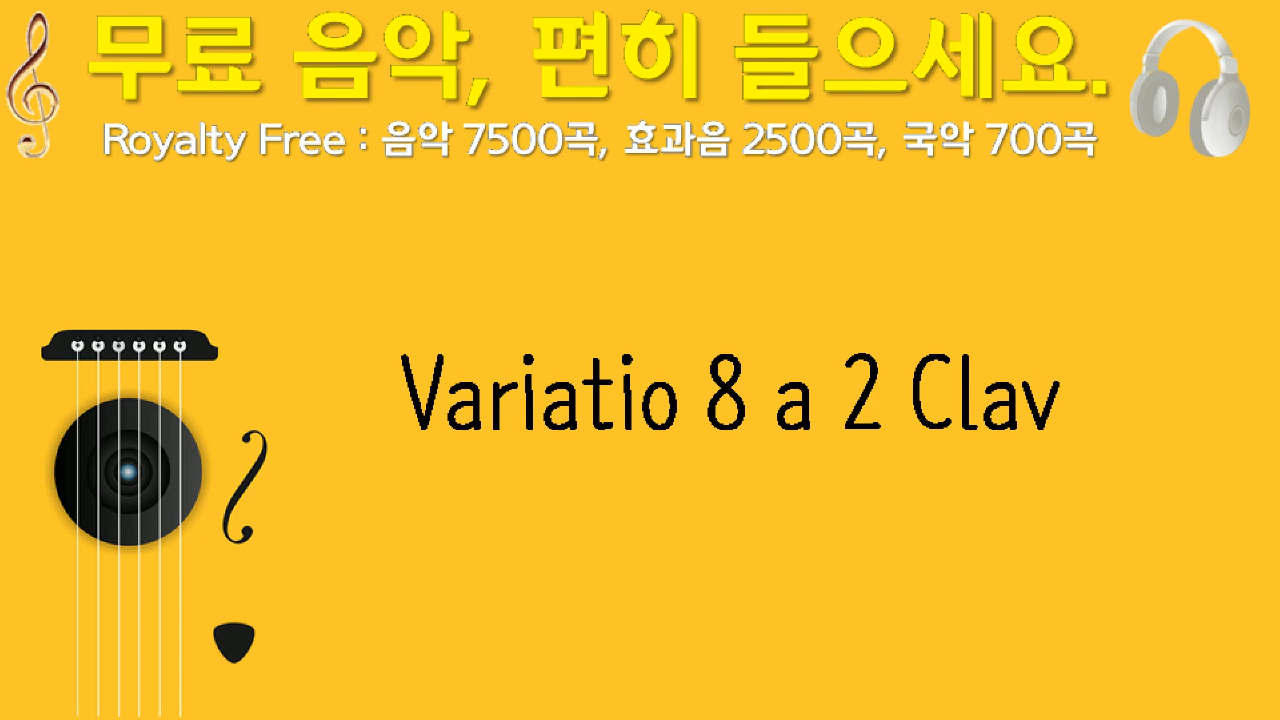 무료 음악, 편히 들으세요.
Royalty Free : 음악 7500곡, 효과음 2500곡, 국악 700곡
Variatio 8 a 2 Clav